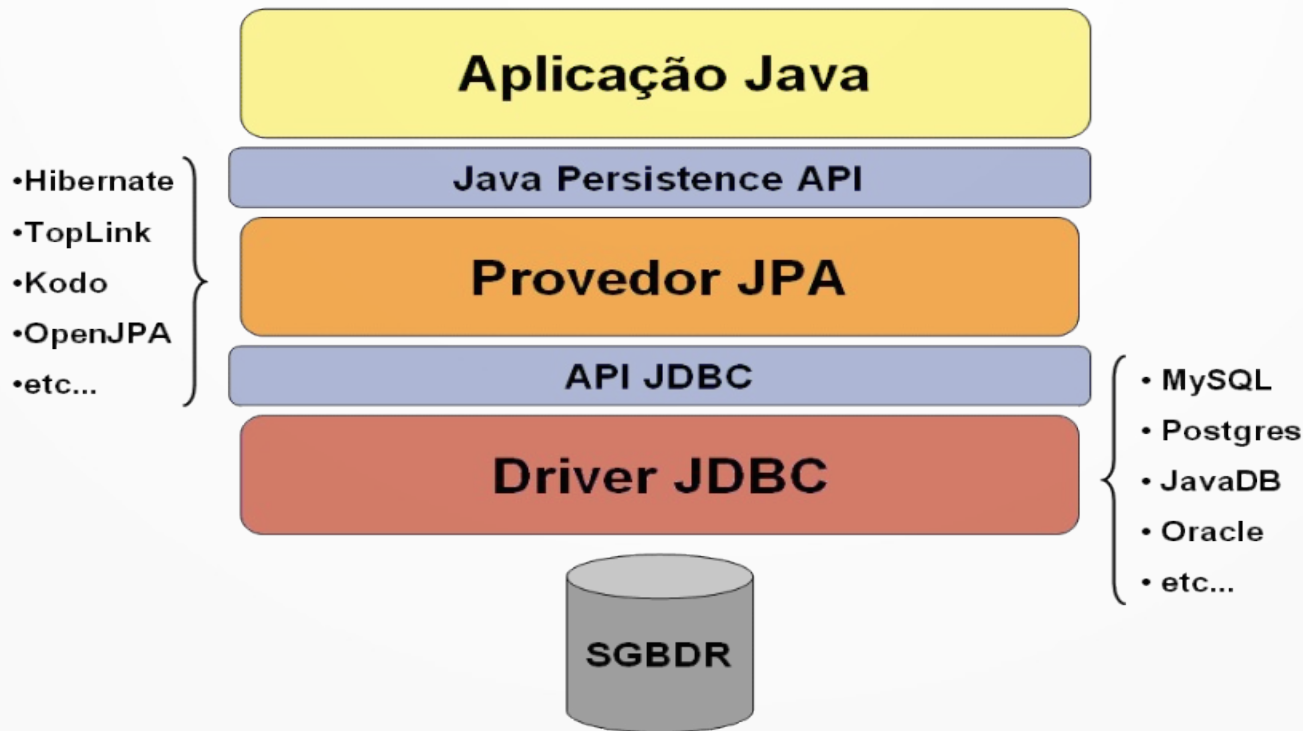 Aplicação Java
Java Persistence API
•Hibernate
•TopLink
•Kodo
•OpenJPA
•etc...
Provedor JPA
API JDBC
Driver JDBC
• MySQL
• Postgres
• JavaDB
• Oracle
• etc...
SGBDR